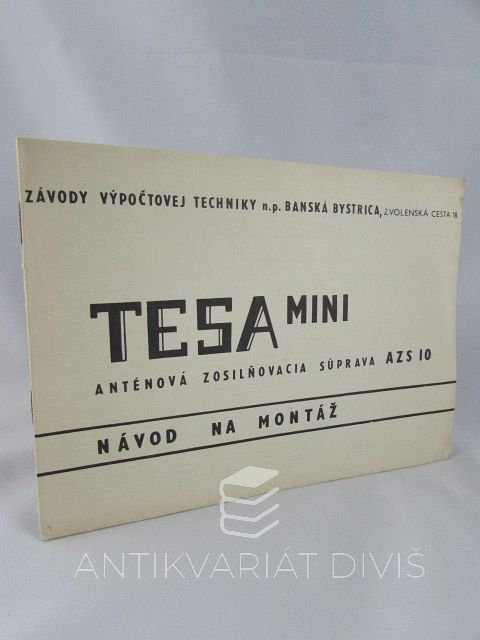 ZÁVODY VÝPOČTOVEJ TECHNIKY n.p. BANSKÁ BYSTRICA, ZVOLENSKÁ CESTA 18
TESA MINI
ANTÉNOVÁ ZOSILŇOVACIA SÚPRAVA AZS 10
NÁVOD NA MONTÁŽ
ANTIKVARIÁT DIVIŠ